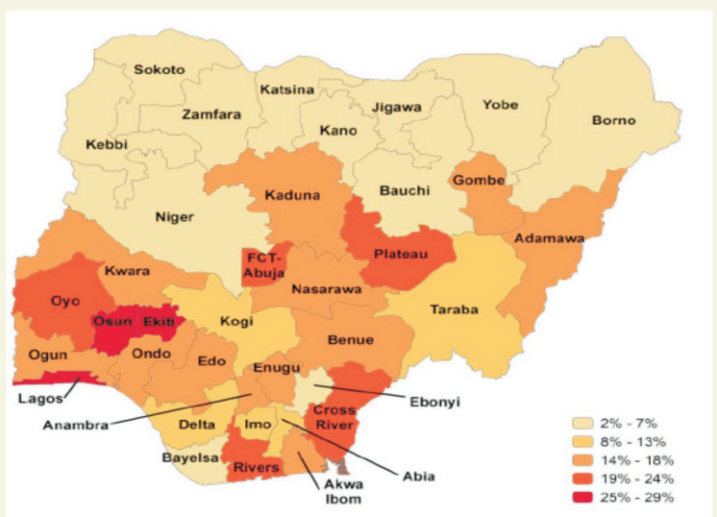 Sokoto
Katsina
Jigawa
Yobe
Borno
Zamfara
Kano
Kebbi
Bauchi
Gombe
Kaduna
Niger
Adamawa
FCT-
Abuja
Plateau
Kwara
Nasarawa
Taraba
Oyo
Osun
Ekiti
Kogi
Benue
Ogun
Ondo
Edo
Enugu
Lagos
Ebonyi
Anambra
Cross
River
Delta
Imo
Bayelsa
Rivers
Abia
Akwa
Ibom
2% - 7%
8% - 13%
14% - 18%
19% - 24%
25% - 29%